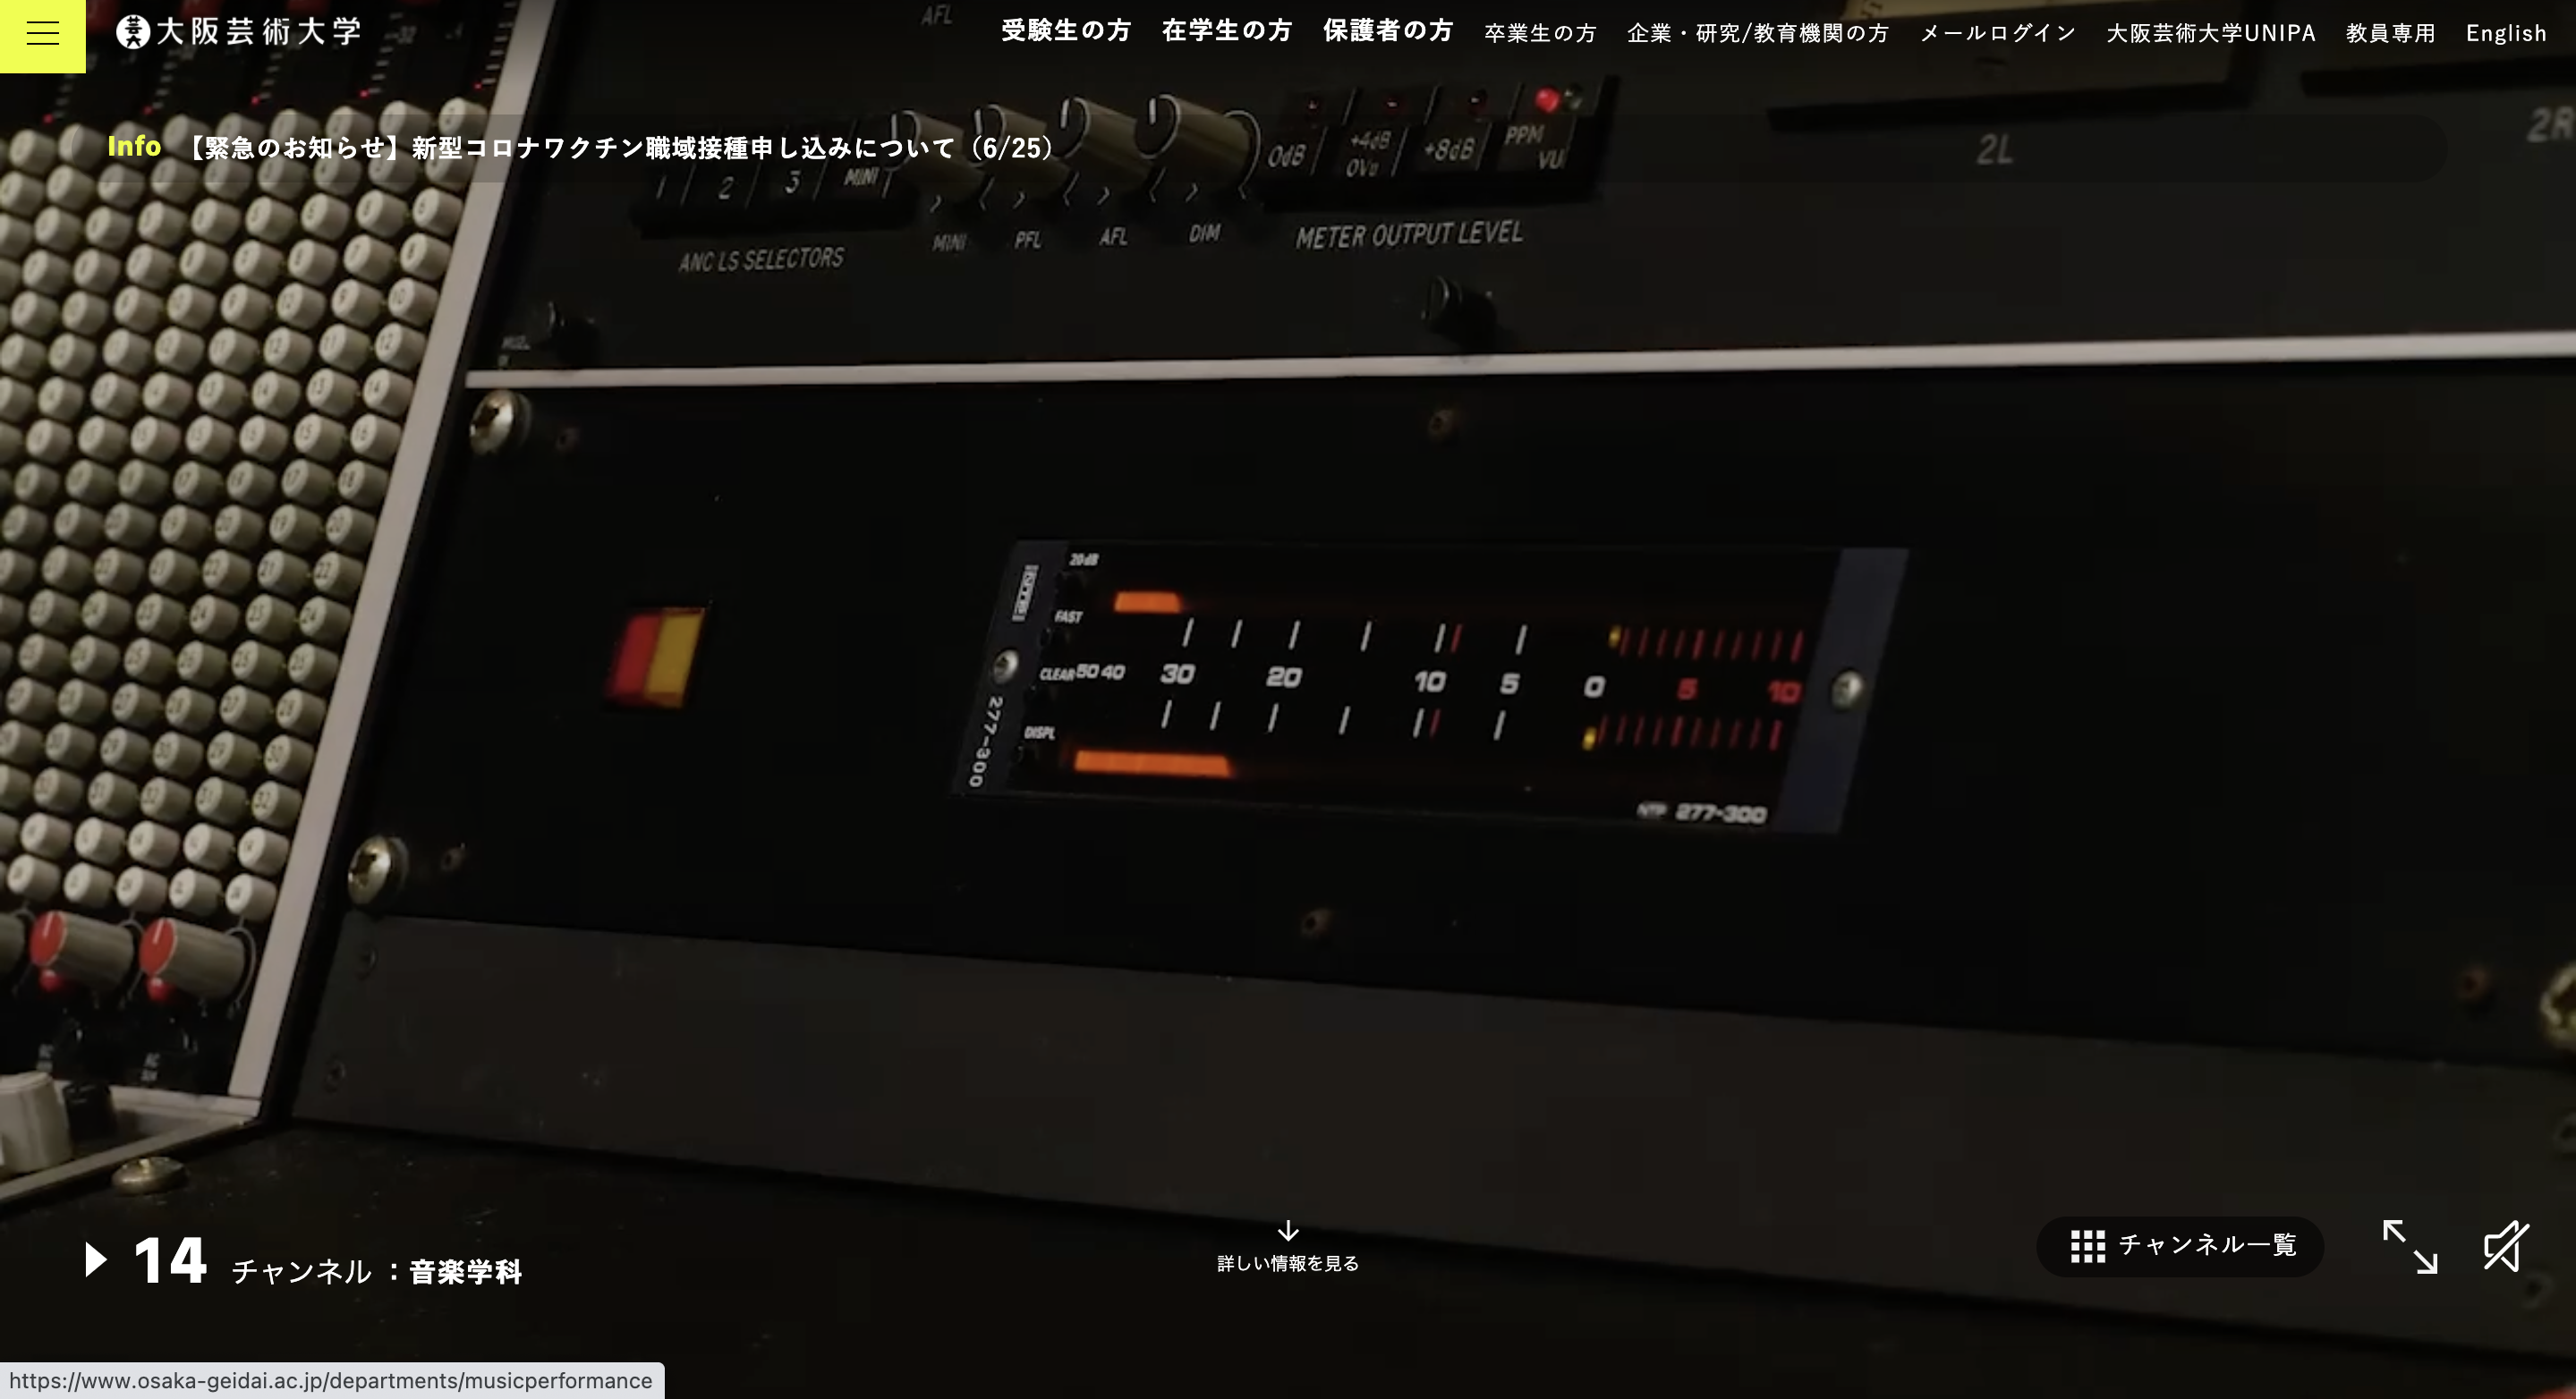 大阪芸術大学
受験生の方 在学生の方 保護者の方 卒業生の方 企業・研究/教育機関の方 メールログイン 大阪芸術大学UNIPA 教員専用 English
AFL
Info 【緊急のお知らせ】新型コロナワクチン職域接種申し込みについて（6/25）
1 2 3 MINI
0dB +4dB 0Vu +8dB PPM VU
2L 2R
MINI PFL AFL DIM
ANC LS SELECTORS
METER OUTPUT LEVEL
20dB
FAST
CLEAR 50 40 30 20 10 5 0 5 10
DISPL
277-300
NTP 277-300
14 チャンネル：音楽学科
詳しい情報を見る
チャンネル一覧
https://www.osaka-geidai.ac.jp/departments/musicperformance